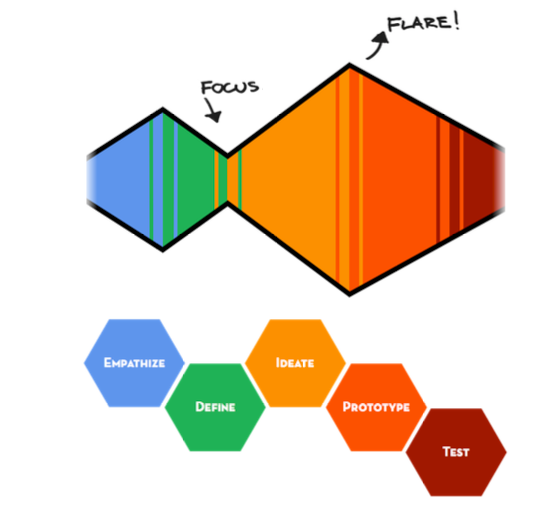 FLARE!
FOCUS
EMPATHIZE
IDEATE
DEFINE
PROTOTYPE
TEST